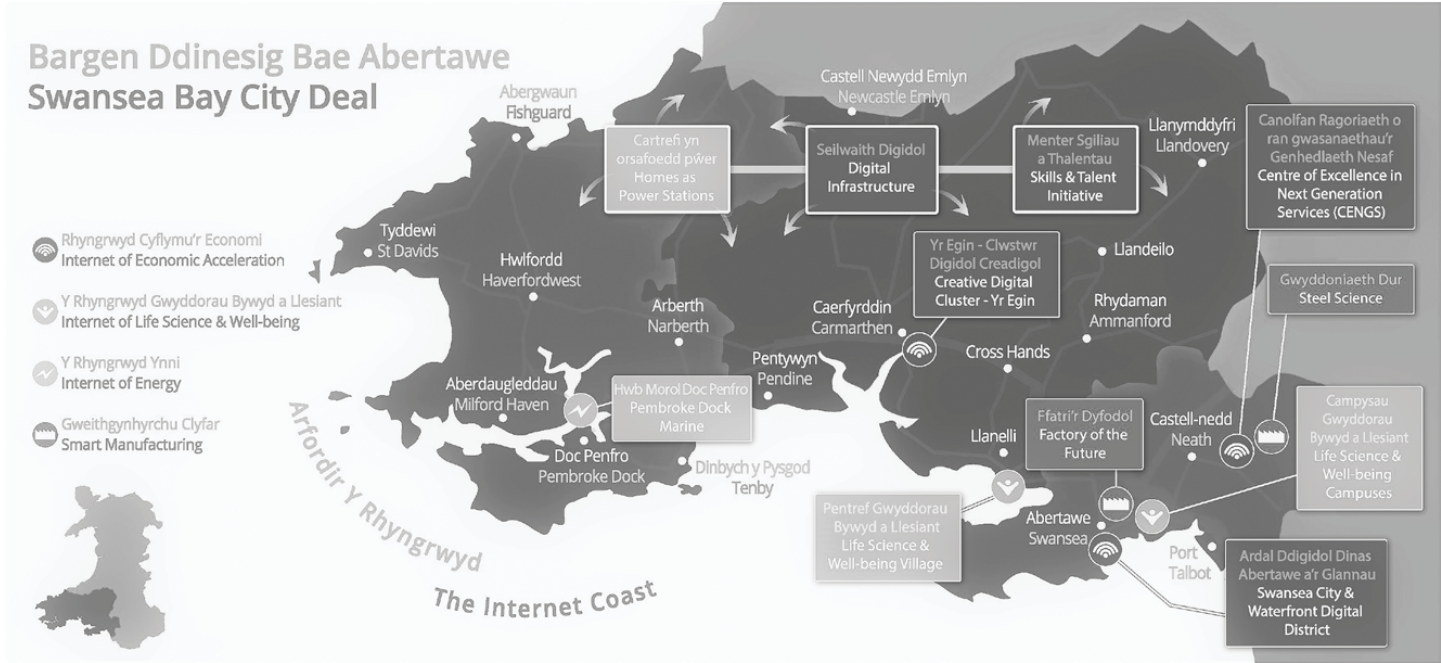 Bargen Ddinesig Bae Abertawe
Swansea Bay City Deal
Abergwaun
Fishguard
Castell Newydd Emlyn
Newcastle Emlyn
Llanymddyfri
Llandovery
Canolfan Ragoriaeth o
ran gwasanaethau'r
Genhedlaeth Nesaf
Centre of Excellence in
Next Generation
Services (CENGS)
Cartrefi yn
orsafoedd pŵer
Homes as
Power Stations
Seilwaith Digidol
Digital
Infrastructure
Menter Sgiliau
a Thalentau
Skills & Talent
Initiative
Rhyngrwyd Cyflymu'r Economi
Internet of Economic Acceleration
Y Rhyngrwyd Gwyddorau Bywyd a Llesiant
Internet of Life Science & Well-being
Y Rhyngrwyd Ynni
Internet of Energy
Gweithgynhyrchu Clyfar
Smart Manufacturing
Tyddewi
St Davids
Hwlfordd
Haverfordwest
Arberth
Narberth
Caerfyrddin
Carmarthen
Yr Egin - Clwstwr
Digidol Creadigol
Creative Digital
Cluster - Yr Egin
Llandeilo
Gwyddoniaeth Dur
Steel Science
Rhydaman
Ammanford
Cross Hands
Pentywyn
Pendine
Aberdaugleddau
Milford Haven
Hwb Morol Doc Penfro
Pembroke Dock
Marine
Doc Penfro
Pembroke Dock
Dinbych y Pysgod
Tenby
Llanelli
Ffatri'r Dyfodol
Factory of the
Future
Castell-nedd
Neath
Campysau
Gwyddorau
Bywyd a Llesiant
Life Science &
Well-being
Campuses
Pentref Gwyddorau
Bywyd a Llesiant
Life Science &
Well-being Village
Abertawe
Swansea
Port
Talbot
Ardal Ddigidol Dinas
Abertawe a'r Glannau
Swansea City &
Waterfront Digital
District
Arfordir Y Rhyngrwyd
The Internet Coast